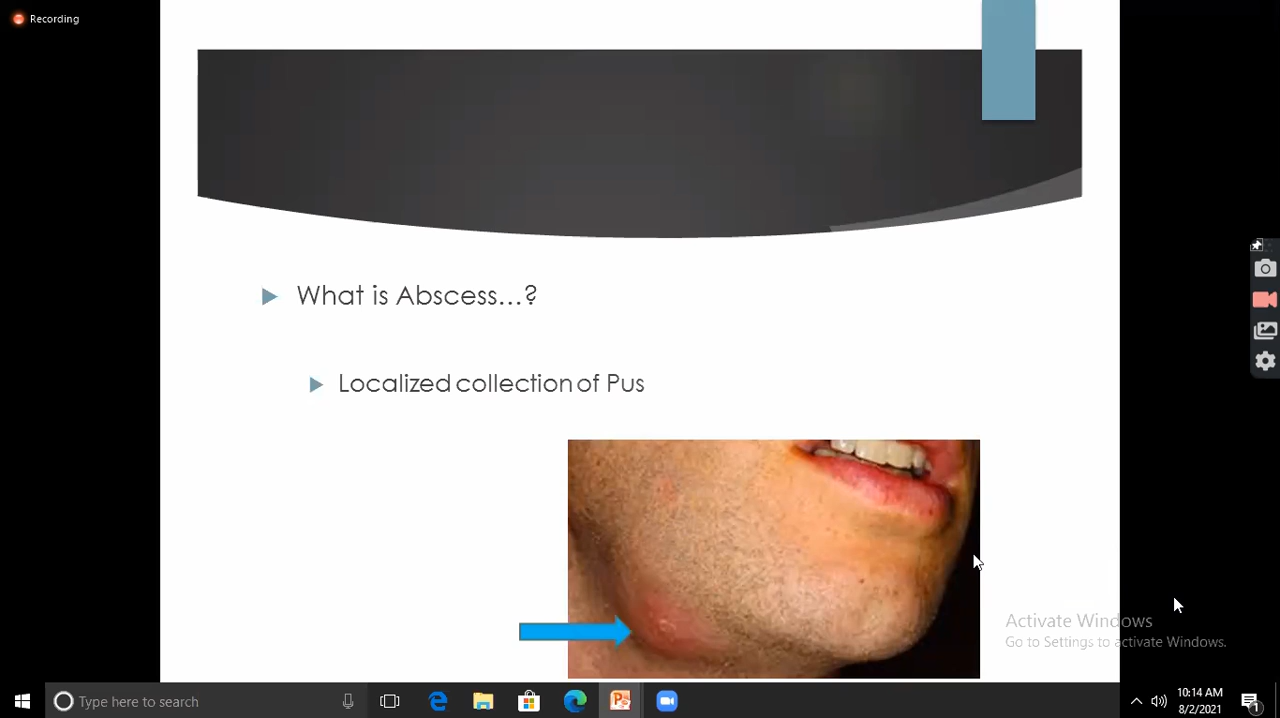 Recording
What is Abscess...?
Localized collection of Pus
Activate Windows
Go to Settings to activate Windows.
Type here to search
10:14 AM
8/2/2021
1